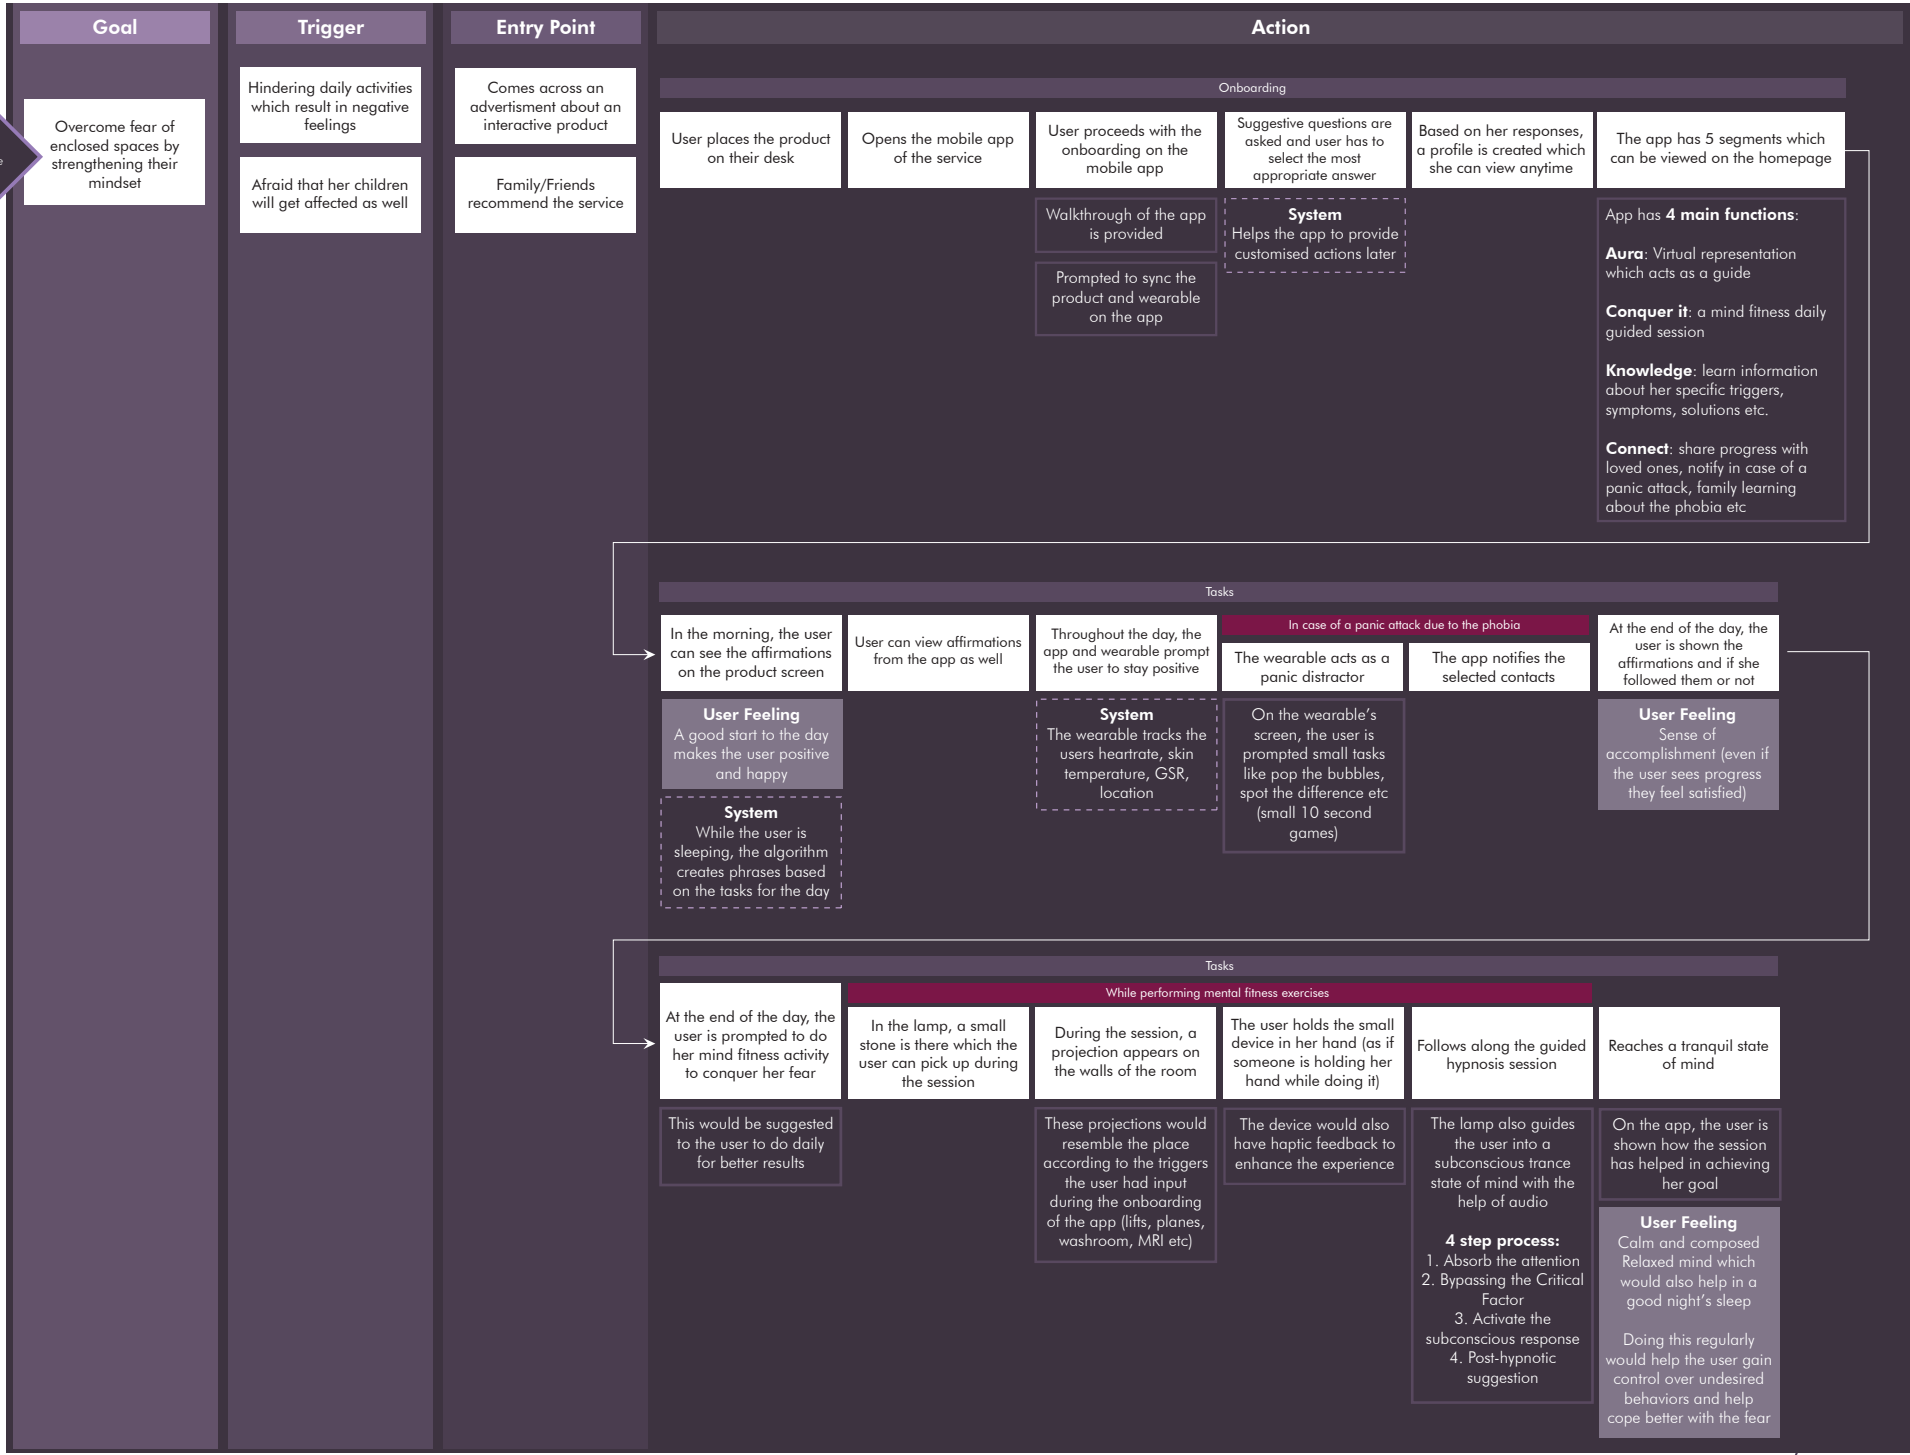 Goal
Trigger
Entry Point
Action
Overcome fear of
enclosed spaces by
strengthening their
mindset
Hindering daily activities
which result in negative
feelings
Afraid that her children
will get affected as well
Comes across an
advertisment about an
interactive product
Family/Friends
recommend the service
Onboarding
User places the product
on their desk
Opens the mobile app
of the service
User proceeds with the
onboarding on the
mobile app
Walkthrough of the app
is provided
Prompted to sync the
product and wearable
on the app
Suggestive questions are
asked and user has to
select the most
appropriate answer
System
Helps the app to provide
customised actions later
Based on her responses,
a profile is created which
she can view anytime
The app has 5 segments which
can be viewed on the homepage
App has 4 main functions:
Aura: Virtual representation
which acts as a guide
Conquer it: a mind fitness daily
guided session
Knowledge: learn information
about her specific triggers,
symptoms, solutions etc.
Connect: share progress with
loved ones, notify in case of a
panic attack, family learning
about the phobia etc
Tasks
In the morning, the user
can see the affirmations
on the product screen
User Feeling
A good start to the day
makes the user positive
and happy
System
While the user is
sleeping, the algorithm
creates phrases based
on the tasks for the day
User can view affirmations
from the app as well
Throughout the day, the
app and wearable prompt
the user to stay positive
System
The wearable tracks the
users heartrate, skin
temperature, GSR,
location
In case of a panic attack due to the phobia
The wearable acts as a
panic distractor
On the wearable's
screen, the user is
prompted small tasks
like pop the bubbles,
spot the difference etc
(small 10 second
games)
The app notifies the
selected contacts
At the end of the day, the
user is shown the
affirmations and if she
followed them or not
User Feeling
Sense of
accomplishment (even if
the user sees progress
they feel satisfied)
Tasks
At the end of the day, the
user is prompted to do
her mind fitness activity
to conquer her fear
This would be suggested
to the user to do daily
for better results
While performing mental fitness exercises
In the lamp, a small
stone is there which the
user can pick up during
the session
During the session, a
projection appears on
the walls of the room
These projections would
resemble the place
according to the triggers
the user had input
during the onboarding
of the app (lifts, planes,
washroom, MRI etc)
The user holds the small
device in her hand (as if
someone is holding her
hand while doing it)
The device would also
have haptic feedback to
enhance the experience
Follows along the guided
hypnosis session
The lamp also guides
the user into a
subconscious trance
state of mind with the
help of audio
4 step process:
1. Absorb the attention
2. Bypassing the Critical
Factor
3. Activate the
subconscious response
4. Post-hypnotic
suggestion
Reaches a tranquil state
of mind
On the app, the user is
shown how the session
has helped in achieving
her goal
User Feeling
Calm and composed
Relaxed mind which
would also help in a
good night's sleep
Doing this regularly
would help the user gain
control over undesired
behaviors and help
cope better with the fear